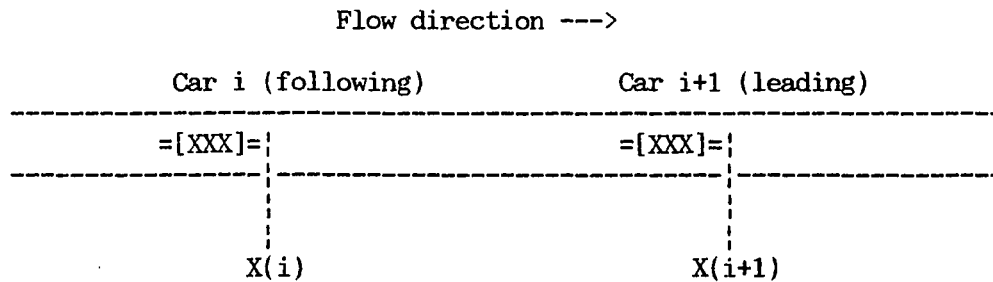 Flow direction --->
Car i (following) Car i+1 (leading)
=[XXX]= =[XXX]=
X(i) X(i+1)